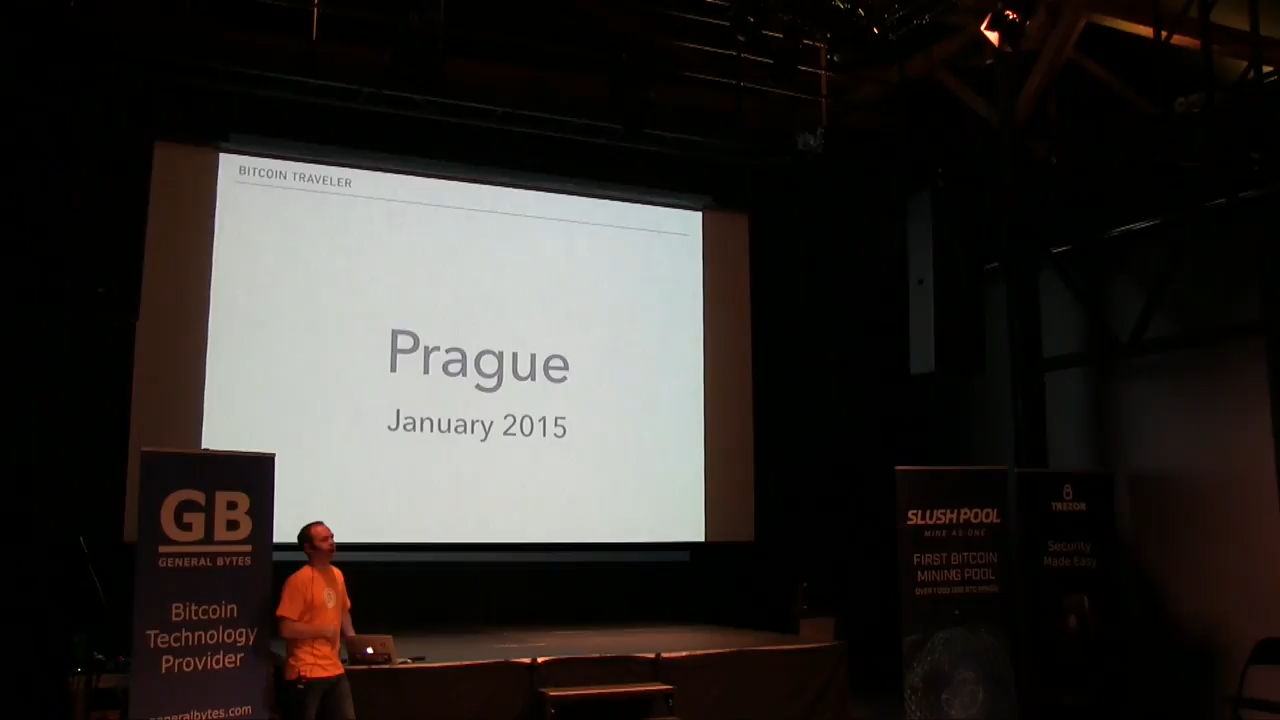 BITCOIN TRAVELER
Prague
January 2015
GB
GENERAL BYTES
Bitcoin
Technology
Provider
generalbytes.com
SLUSH POOL
MINE AS ONE
FIRST BITCOIN
MINING POOL
TREZOR
Security
Made Easy